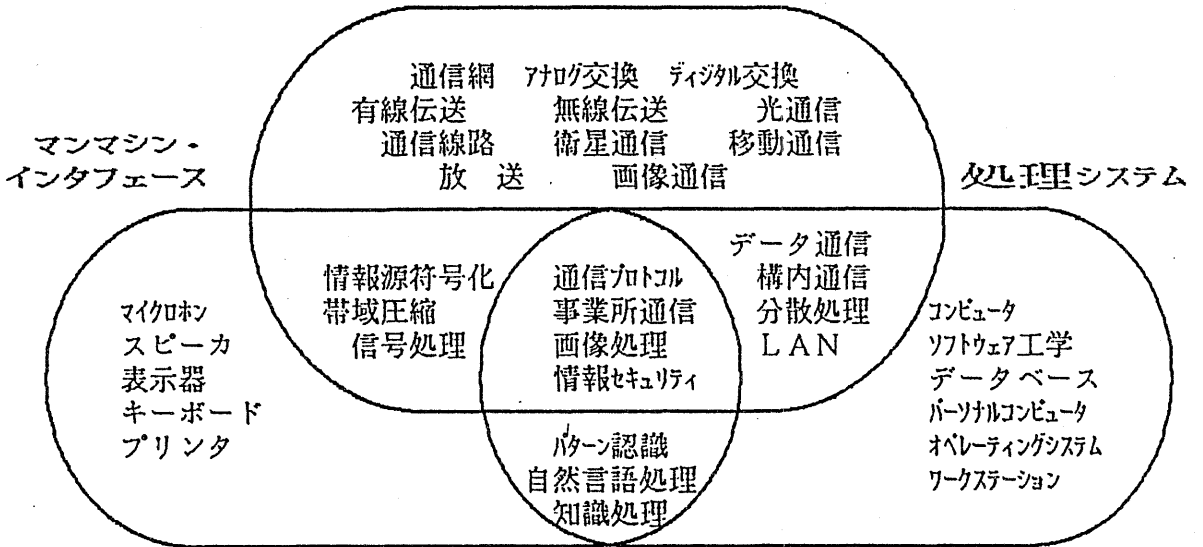 通信網 アナログ交換 ディジタル交換
有線伝送 無線伝送 光通信
通信線路 衛星通信 移動通信
放 送 画像通信
マンマシン・
インタフェース
処理システム
情報源符号化
帯域圧縮
信号処理
通信プロトコル
事業所通信
画像処理
情報セキュリティ
データ通信
構内通信
分散処理
LAN
マイクロホン
スピーカ
表示器
キーボード
プリンタ
コンピュータ
ソフトウェア工学
データベース
パーソナルコンピュータ
オペレーティングシステム
ワークステーション
パターン認識
自然言語処理
知識処理